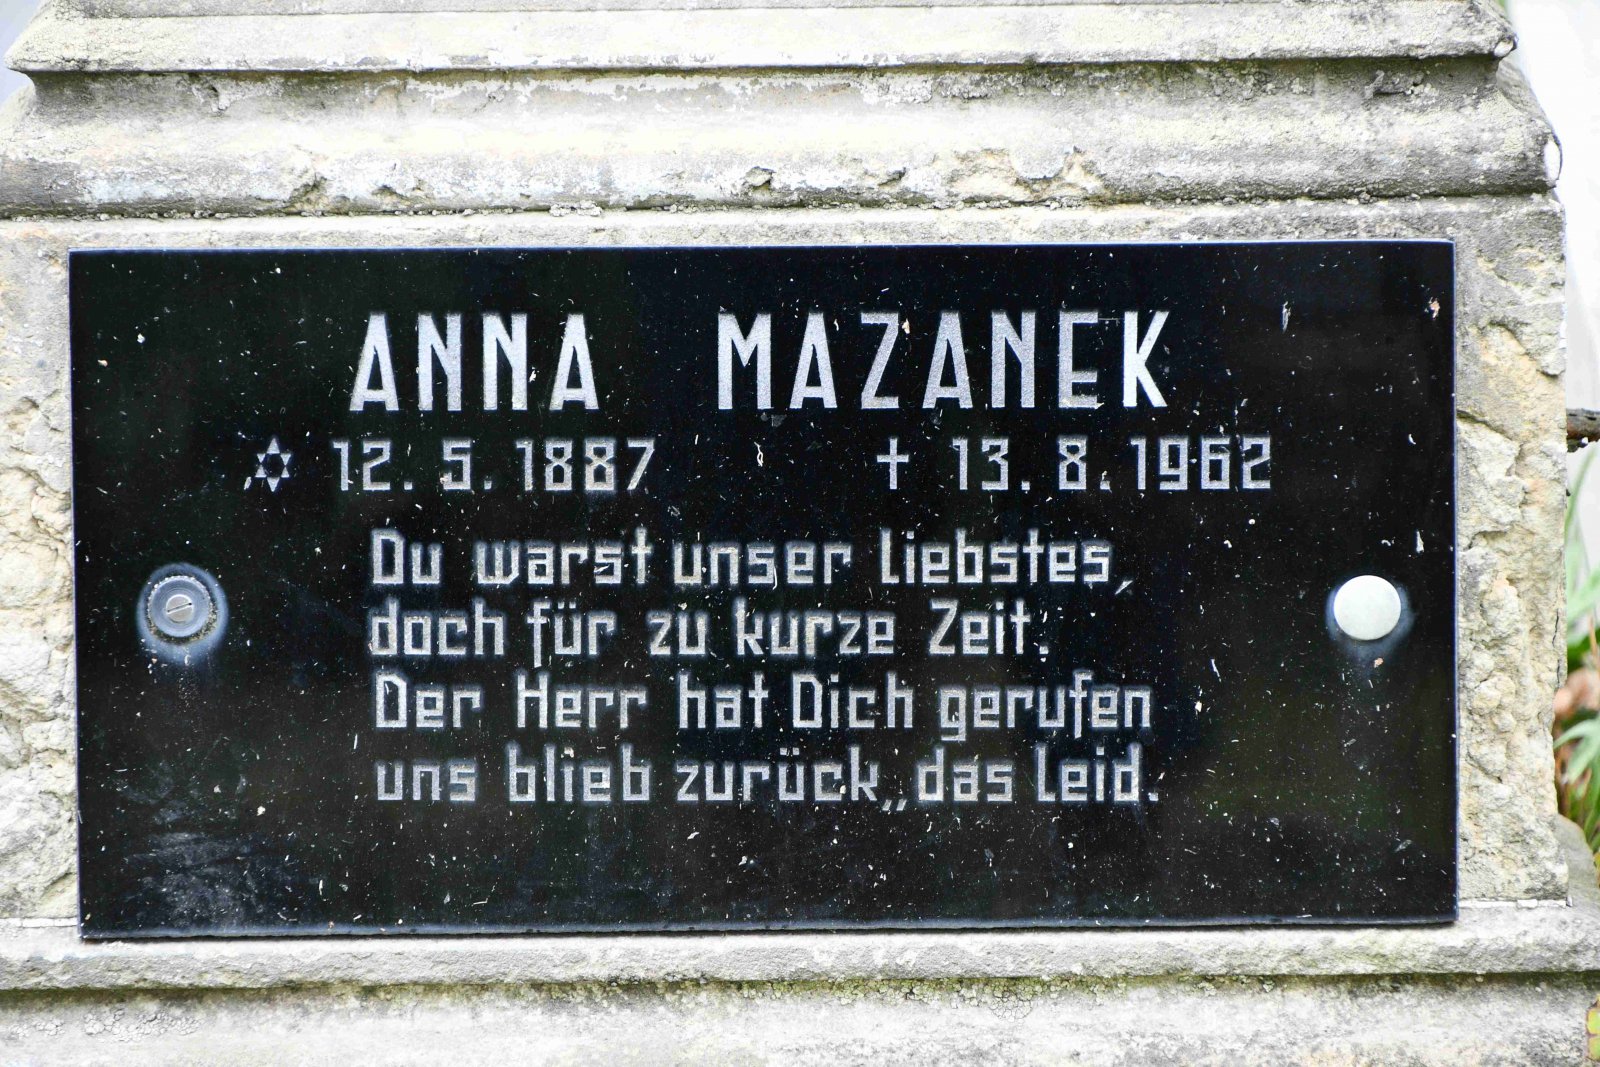 ANNA MAZANEK
✡ 12. 5. 1887 ✝ 13. 8. 1962
Du warst unser liebstes,
doch für zu kurze Zeit.
Der Herr hat Dich gerufen
uns blieb zurück,,das leid.